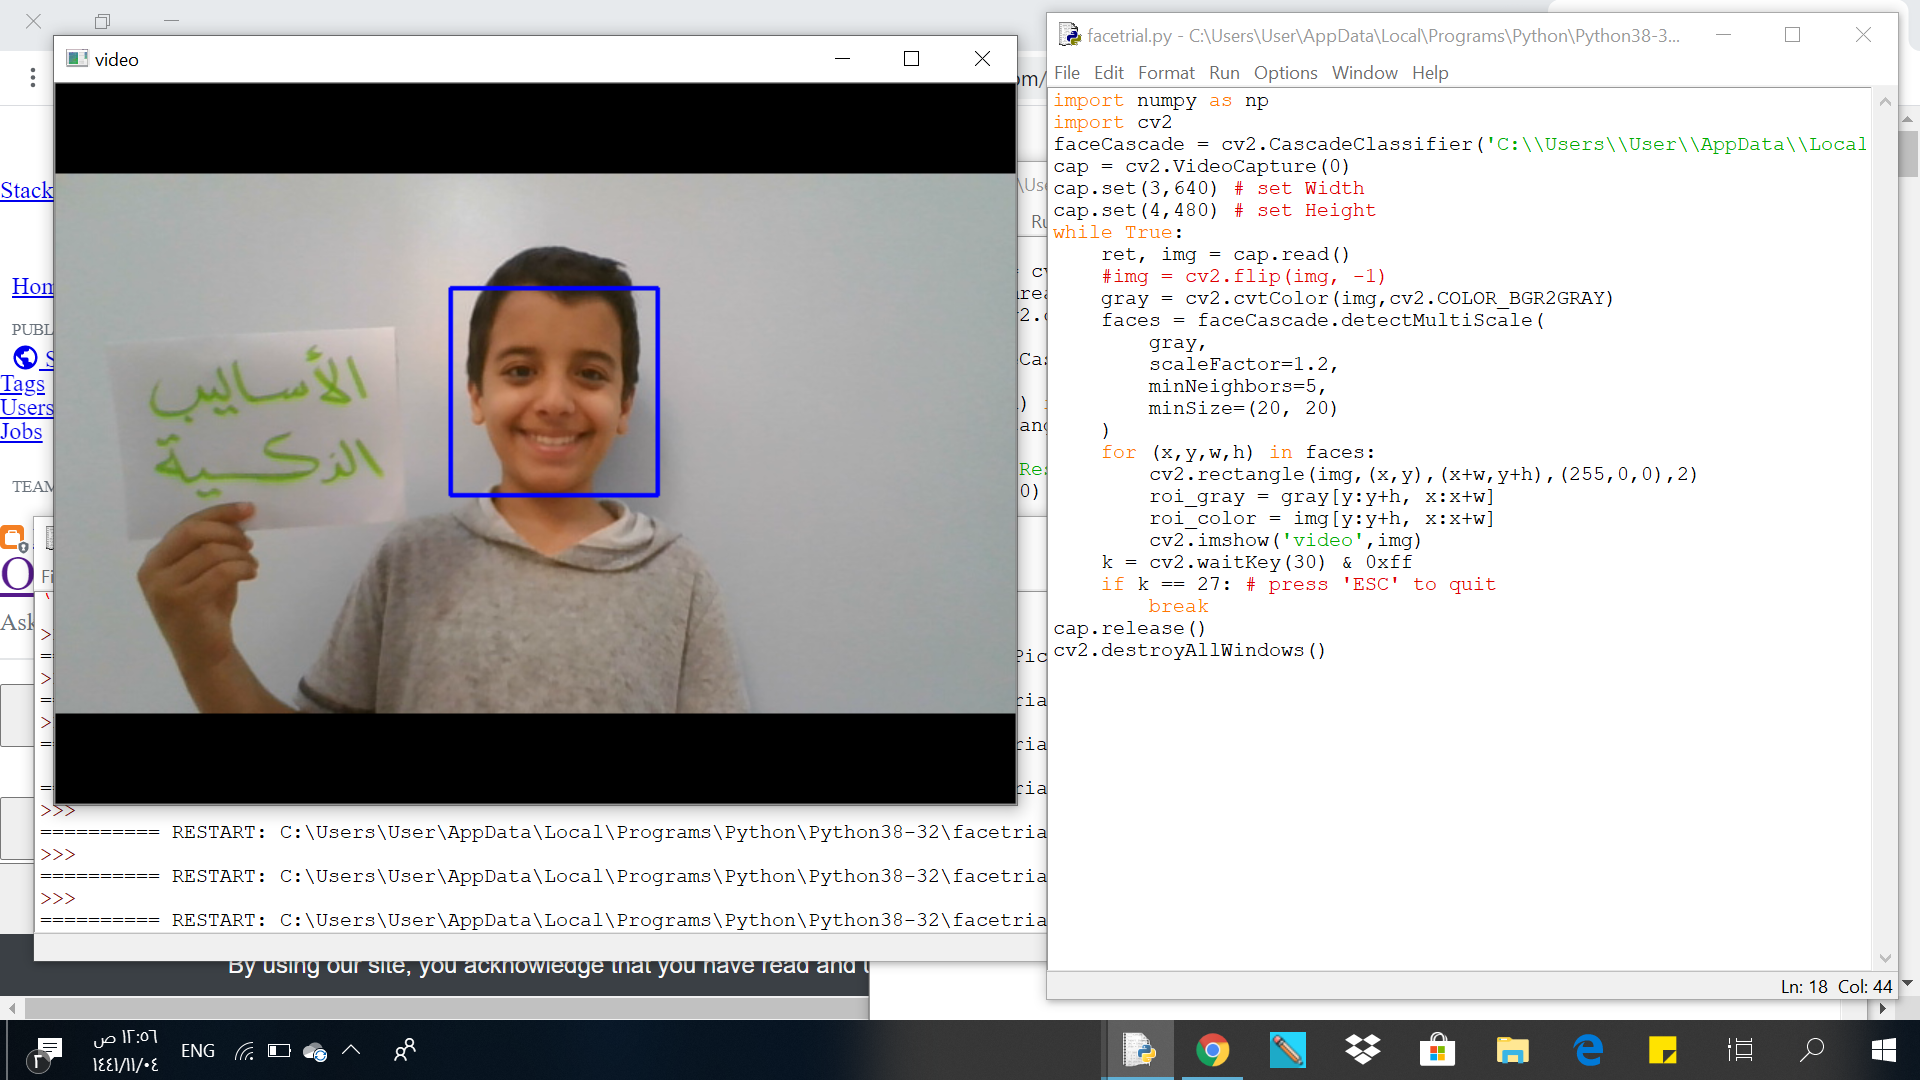 video
الأساليب
الذكية
facetrial.py - C:\Users\User\AppData\Local\Programs\Python\Python38-3...
File Edit Format Run Options Window Help
import numpy as np
import cv2
faceCascade = cv2.CascadeClassifier('C:\\Users\\User\\AppData\\Local
cap = cv2.VideoCapture(0)
cap.set(3,640) # set Width
cap.set(4,480) # set Height
while True:
    ret, img = cap.read()
    #img = cv2.flip(img, -1)
    gray = cv2.cvtColor(img,cv2.COLOR_BGR2GRAY)
    faces = faceCascade.detectMultiScale(
        gray,
        scaleFactor=1.2,
        minNeighbors=5,
        minSize=(20, 20)
    )
    for (x,y,w,h) in faces:
        cv2.rectangle(img,(x,y),(x+w,y+h),(255,0,0),2)
        roi_gray = gray[y:y+h, x:x+w]
        roi_color = img[y:y+h, x:x+w]
        cv2.imshow('video',img)
    k = cv2.waitKey(30) & 0xff
    if k == 27: # press 'ESC' to quit
        break
cap.release()
cv2.destroyAllWindows()
Ln: 18 Col: 44
Stack
Hom
PUBL
S
Tags
Users
Jobs
TEAM
O
Ask
>>>
========== RESTART: C:\Users\User\AppData\Local\Programs\Python\Python38-32\facetria
>>>
========== RESTART: C:\Users\User\AppData\Local\Programs\Python\Python38-32\facetria
>>>
========== RESTART: C:\Users\User\AppData\Local\Programs\Python\Python38-32\facetria
By using our site, you acknowledge that you have read and u
١٢:٥٦ ص
١٤٤١/١١/٠٤
ENG
٢